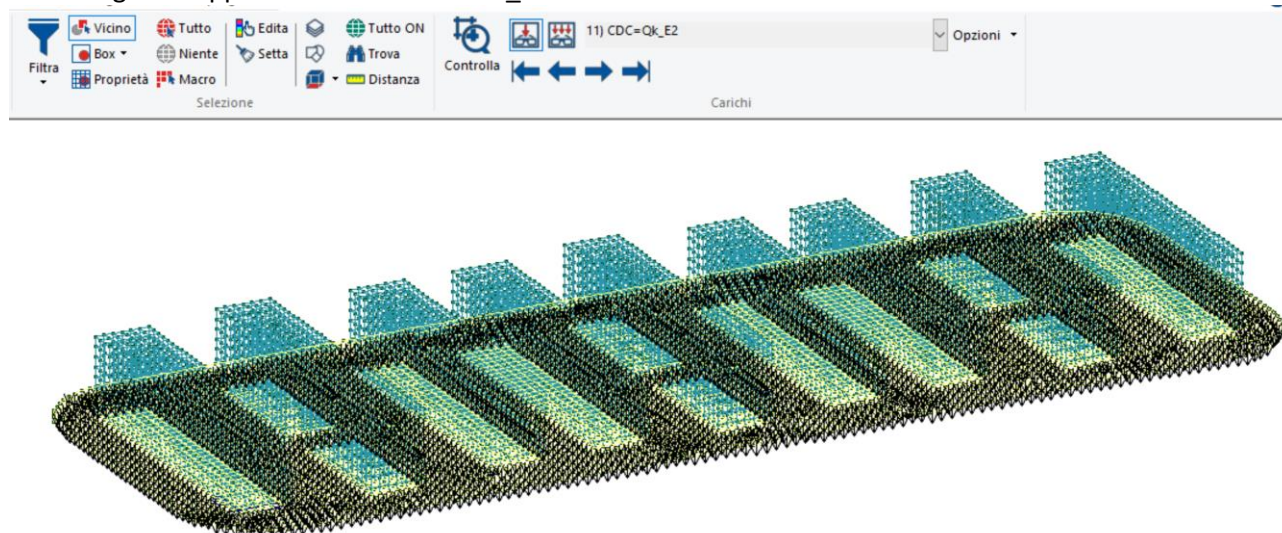 Filtra
Vicino
Box
Proprietà
Tutto
Niente
Macro
Edita
Setta
Tutto ON
Trova
Distanza
Selezione
Controlla
11) CDC=Qk_E2
Opzioni
Carichi